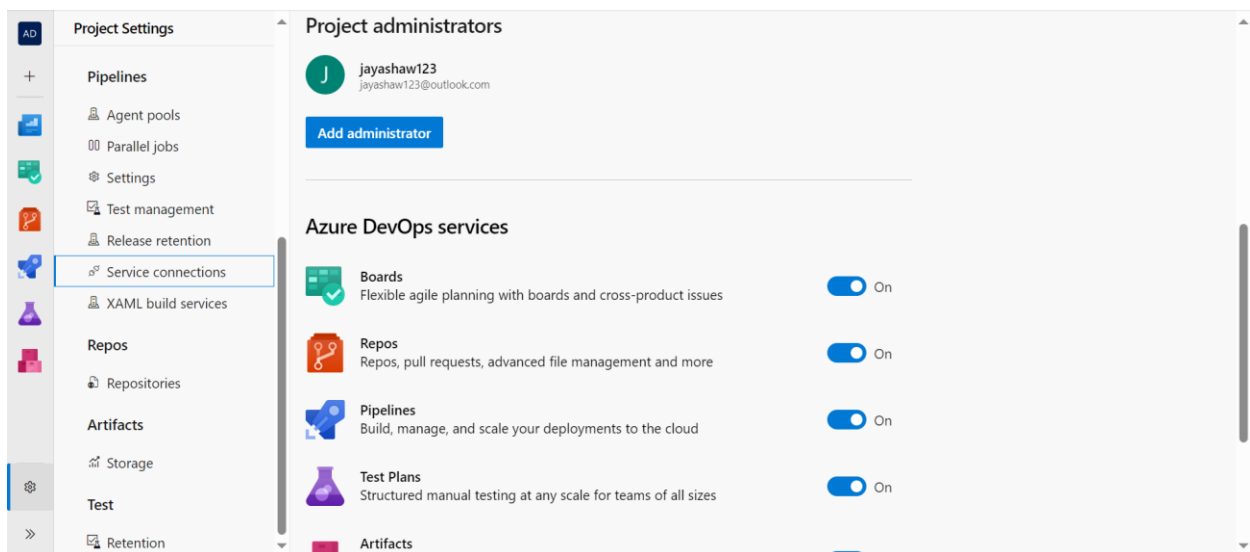 AD
Project Settings
Pipelines
Agent pools
Parallel jobs
Settings
Test management
Release retention
Service connections
XAML build services
Repos
Repositories
Artifacts
Storage
Test
Retention
Project administrators
J
jayashaw123
jayashaw123@outlook.com
Add administrator
Azure DevOps services
Boards
Flexible agile planning with boards and cross-product issues
On
Repos
Repos, pull requests, advanced file management and more
On
Pipelines
Build, manage, and scale your deployments to the cloud
On
Test Plans
Structured manual testing at any scale for teams of all sizes
On
Artifacts